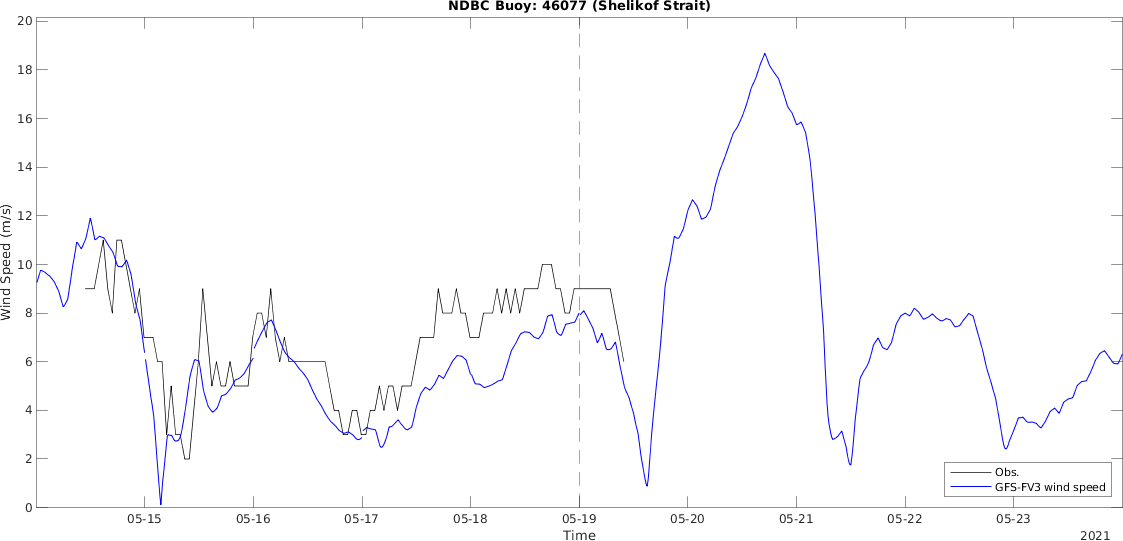 NDBC Buoy: 46077 (Shelikof Strait)
20
18
16
14
12
10
8
6
4
2
0
Wind Speed (m/s)
Obs.
GFS-FV3 wind speed
05-15 05-16 05-17 05-18 05-19 05-20 05-21 05-22 05-23
Time
2021